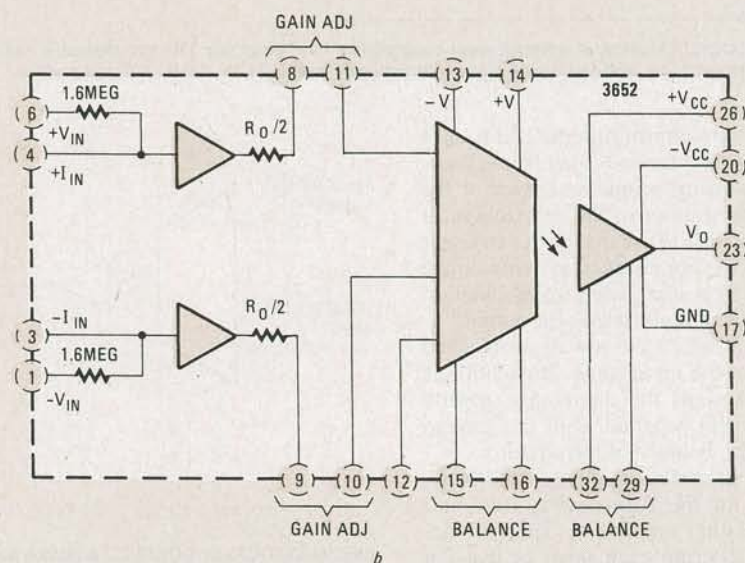 GAIN ADJ
8 11 13 14
3652
6 1.6MEG
+VIN
4
+IIN
RO/2
−V +V
+VCC
26
−VCC
20
VO
23
GND
17
3 −IIN
1.6MEG
1
−VIN
RO/2
9 10 12 15 16 32 29
GAIN ADJ BALANCE BALANCE
b